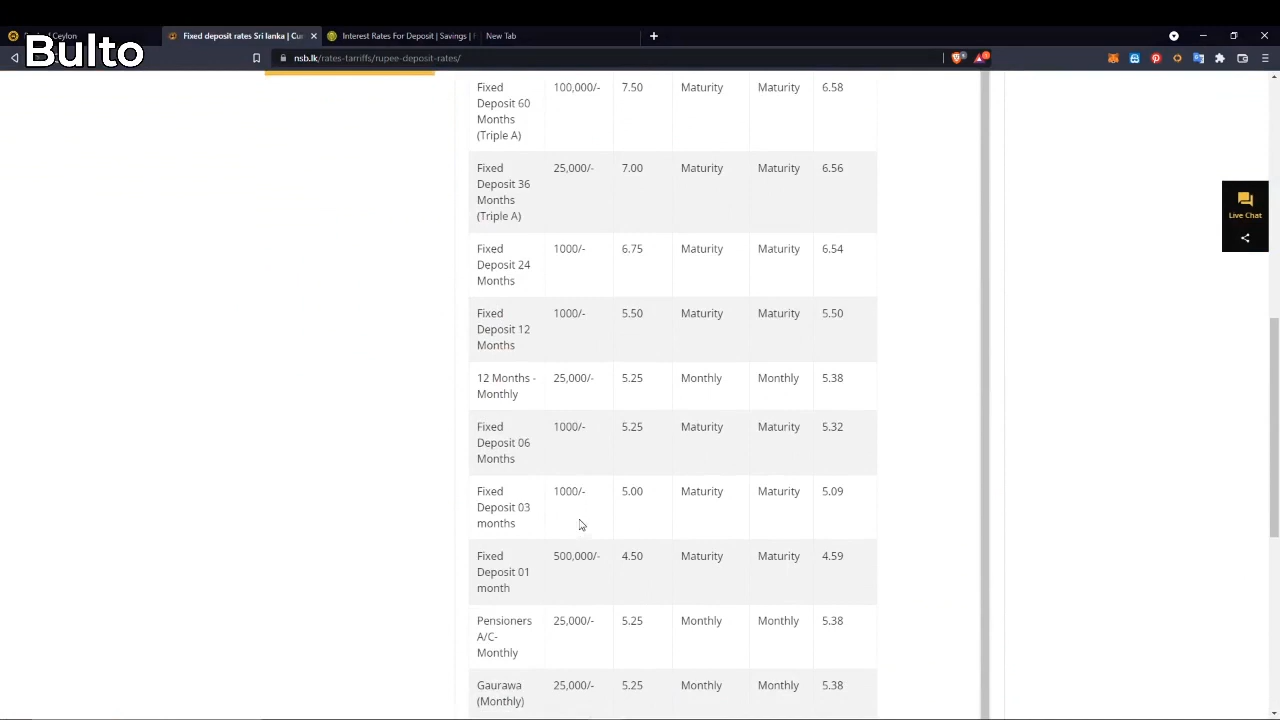 Bulto
Ceylon
Fixed deposit rates Sri lanka | Cur
Interest Rates For Deposit | Savings |
New Tab
nsb.lk/rates-tarriffs/rupee-deposit-rates/
Fixed 100,000/- 7.50 Maturity Maturity 6.58
Deposit 60
Months
(Triple A)
Fixed 25,000/- 7.00 Maturity Maturity 6.56
Deposit 36
Months
(Triple A)
Fixed 1000/- 6.75 Maturity Maturity 6.54
Deposit 24
Months
Fixed 1000/- 5.50 Maturity Maturity 5.50
Deposit 12
Months
12 Months - 25,000/- 5.25 Monthly Monthly 5.38
Monthly
Fixed 1000/- 5.25 Maturity Maturity 5.32
Deposit 06
Months
Fixed 1000/- 5.00 Maturity Maturity 5.09
Deposit 03
months
Fixed 500,000/- 4.50 Maturity Maturity 4.59
Deposit 01
month
Pensioners 25,000/- 5.25 Monthly Monthly 5.38
A/C-
Monthly
Gaurawa 25,000/- 5.25 Monthly Monthly 5.38
(Monthly)
Live Chat